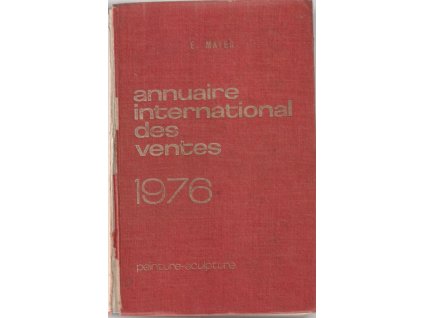 E. MAYER
annuaire
international
des
ventes
1976
peinture-sculpture